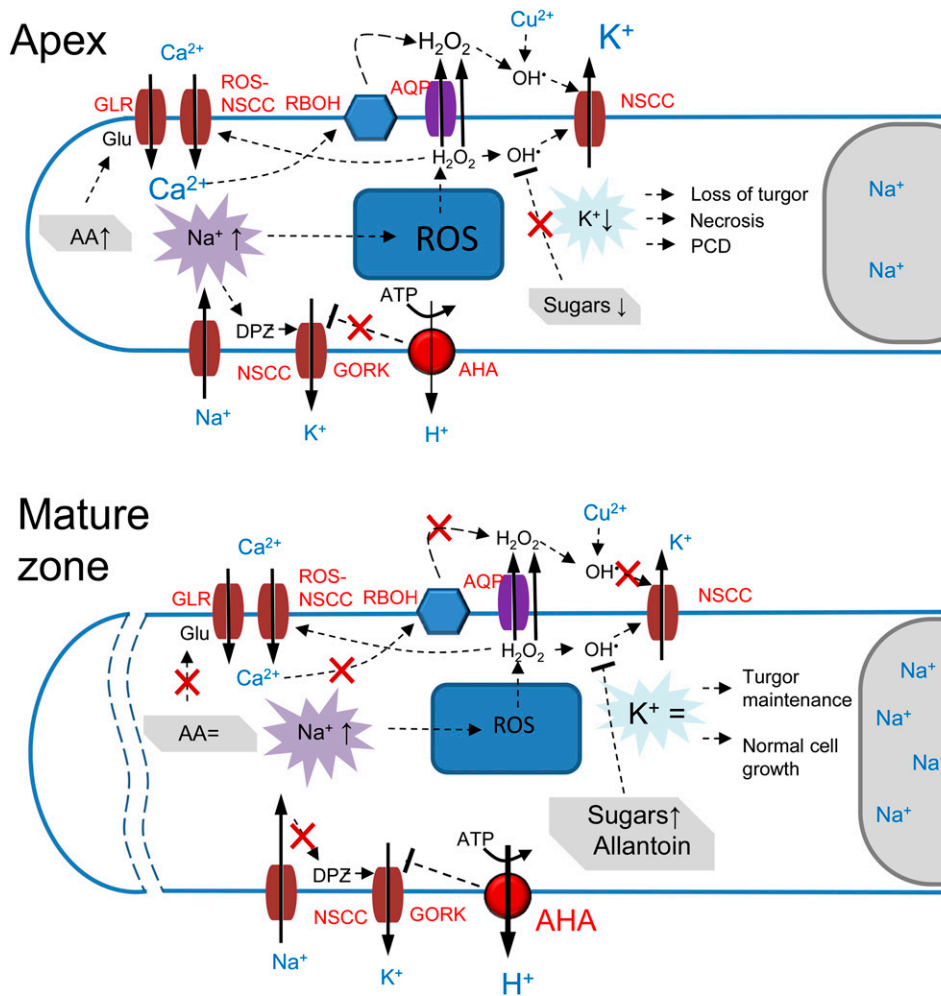 Apex
Ca²⁺
Cu²⁺
H₂O₂
K⁺
OH•
ROS-
NSCC
GLR
RBOH
AQP
NSCC
Glu
H₂O₂
OH•
Ca²⁺
AA↑
Na⁺ ↑
ROS
K⁺↓
Loss of turgor
Necrosis
PCD
Na⁺
Na⁺
Sugars ↓
ATP
DPZ
NSCC
GORK
AHA
Na⁺
K⁺
H⁺
Mature
zone
Ca²⁺
Cu²⁺
H₂O₂
K⁺
OH•
ROS-
NSCC
GLR
RBOH
AQP
NSCC
Glu
H₂O₂
OH•
Ca²⁺
AA=
Na⁺ ↑
ROS
K⁺ =
Turgor
maintenance
Normal cell
growth
Na⁺
Na⁺
Na⁺
Na⁺
Sugars↑
Allantoin
ATP
DPZ
NSCC
GORK
AHA
Na⁺
K⁺
H⁺